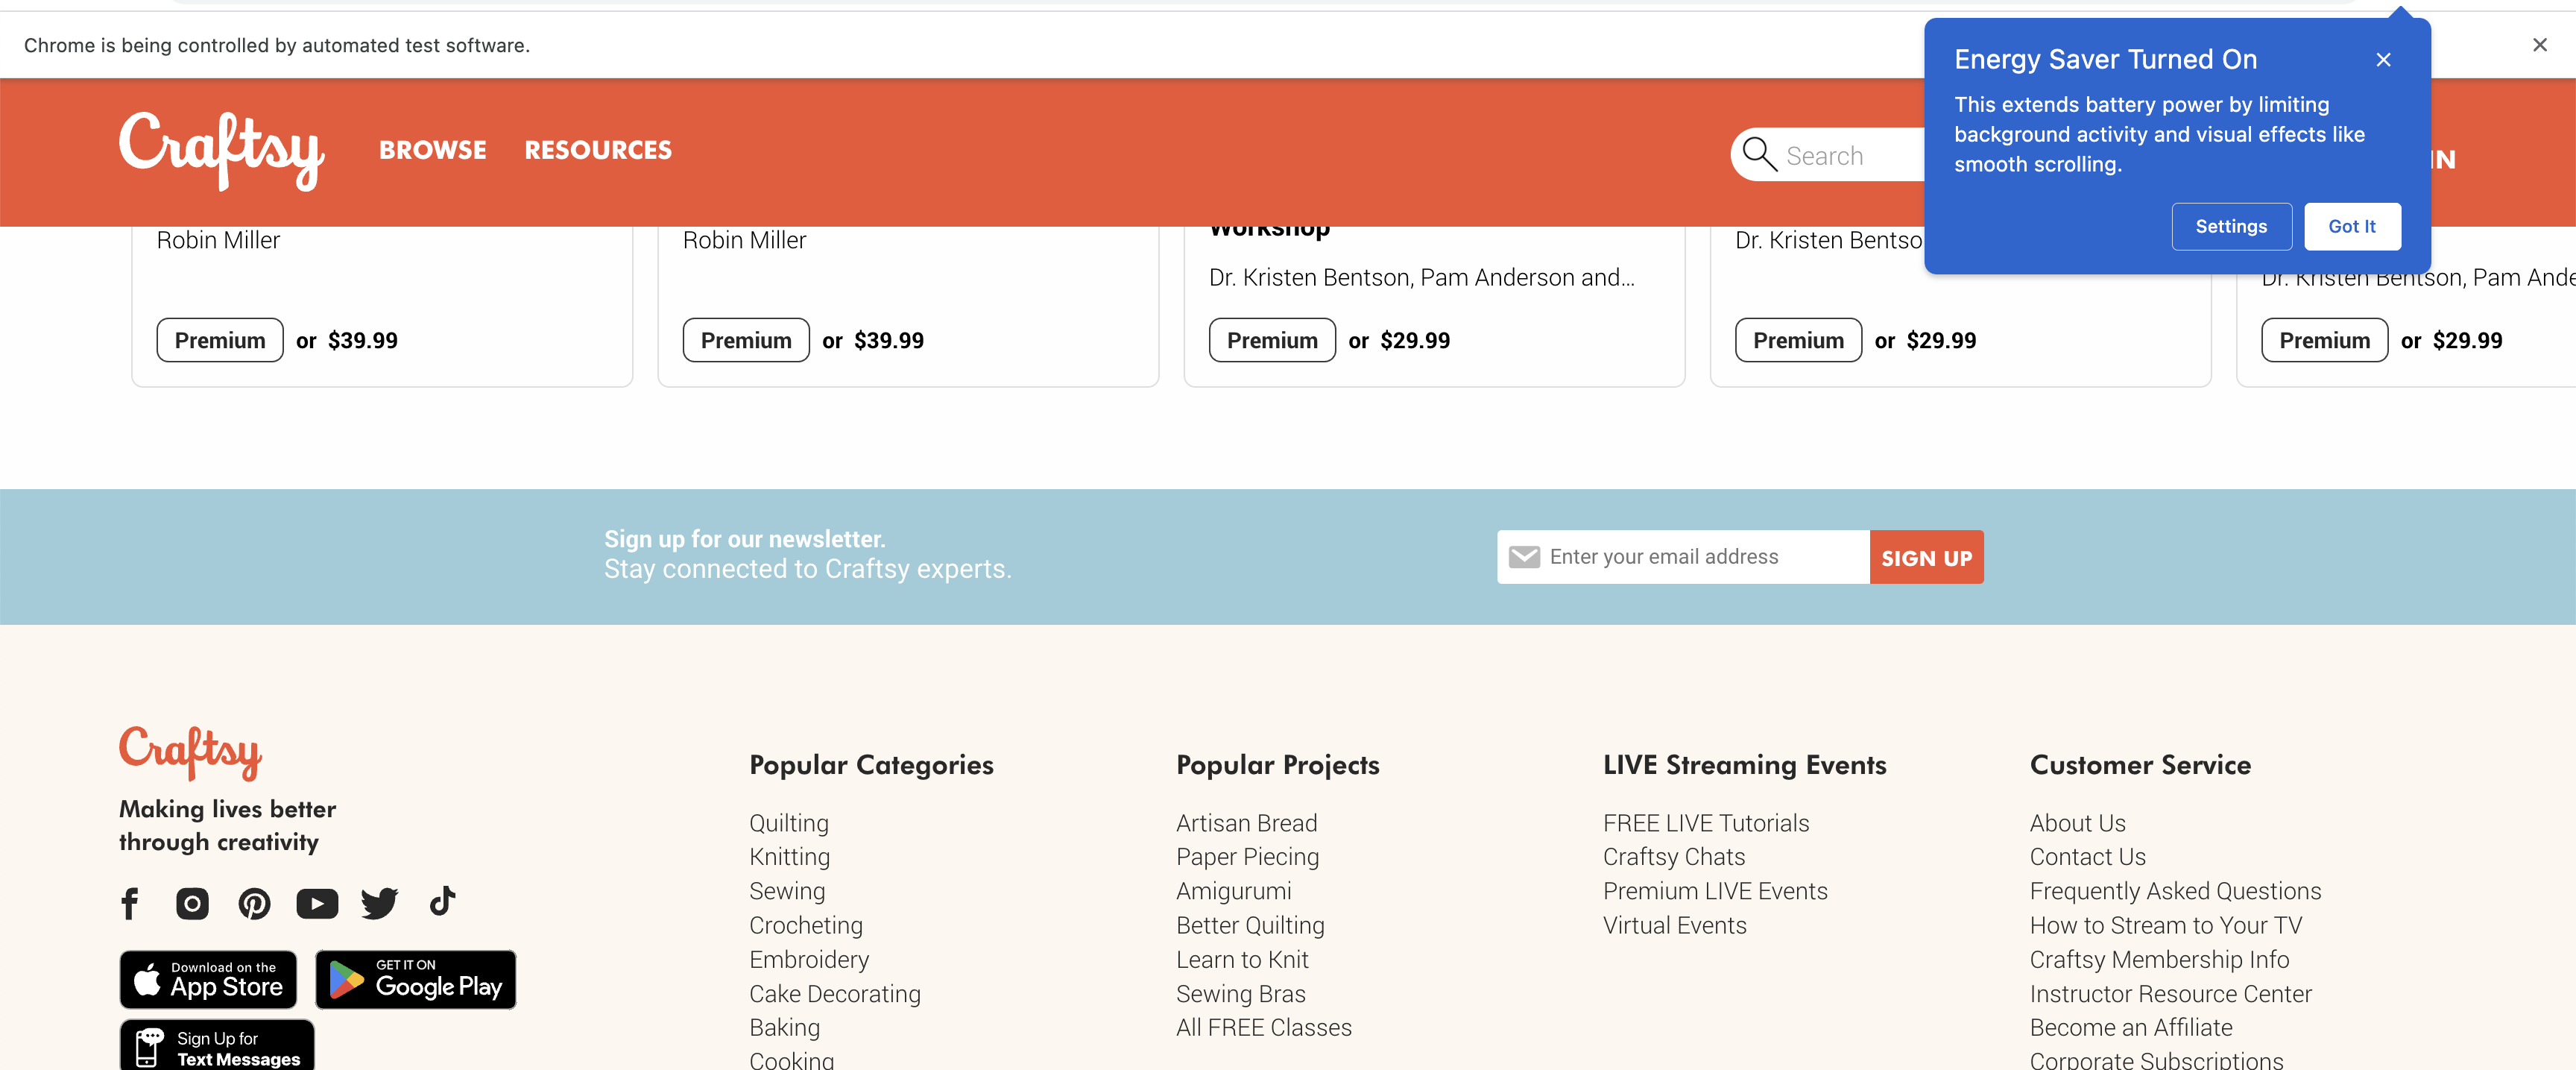 Chrome is being controlled by automated test software.
Energy Saver Turned On
This extends battery power by limiting
background activity and visual effects like
smooth scrolling.
Settings
Got It
Craftsy
BROWSE
RESOURCES
Search
IN
Robin Miller
Premium or $39.99
Robin Miller
Premium or $39.99
Workshop
Dr. Kristen Bentson, Pam Anderson and...
Premium or $29.99
Dr. Kristen Bentso
Premium or $29.99
Dr. Kristen Bentson, Pam Ande
Premium or $29.99
Sign up for our newsletter.
Stay connected to Craftsy experts.
Enter your email address
SIGN UP
Craftsy
Making lives better
through creativity
Download on the
App Store
GET IT ON
Google Play
Sign Up for
Text Messages
Popular Categories
Quilting
Knitting
Sewing
Crocheting
Embroidery
Cake Decorating
Baking
Cooking
Popular Projects
Artisan Bread
Paper Piecing
Amigurumi
Better Quilting
Learn to Knit
Sewing Bras
All FREE Classes
LIVE Streaming Events
FREE LIVE Tutorials
Craftsy Chats
Premium LIVE Events
Virtual Events
Customer Service
About Us
Contact Us
Frequently Asked Questions
How to Stream to Your TV
Craftsy Membership Info
Instructor Resource Center
Become an Affiliate
Corporate Subscriptions